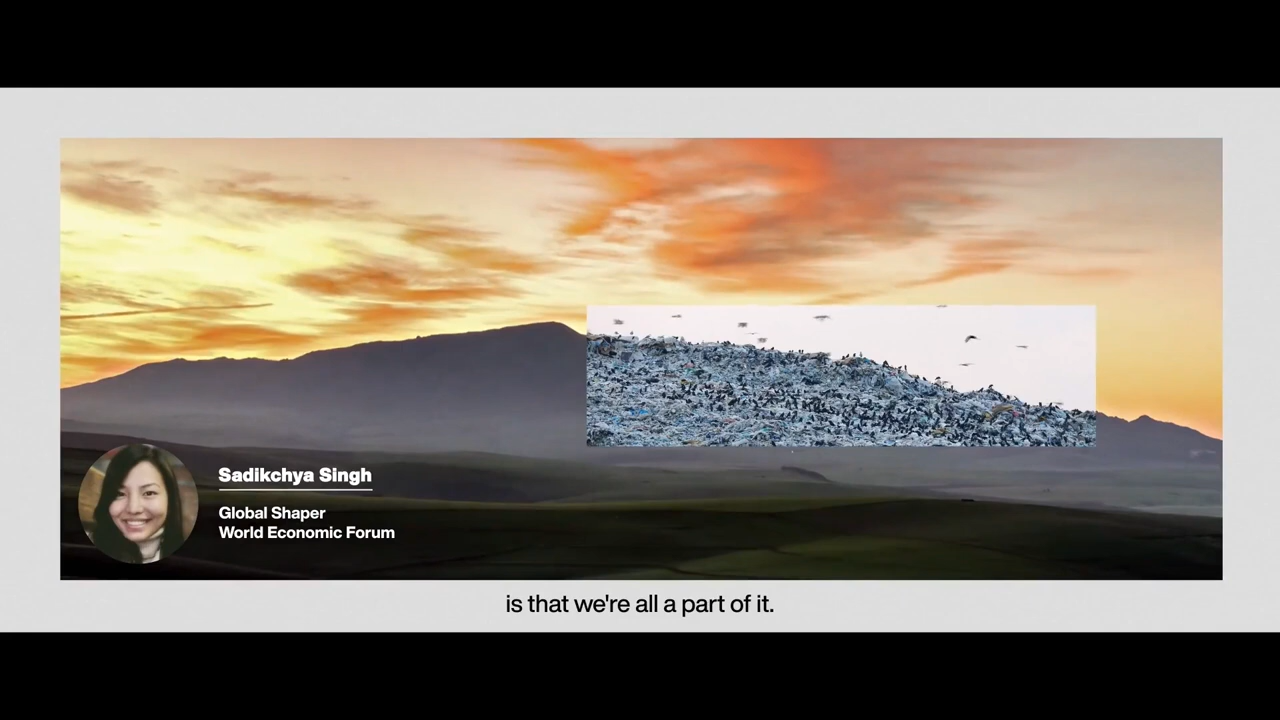 Sadikchya Singh
Global Shaper
World Economic Forum
is that we're all a part of it.